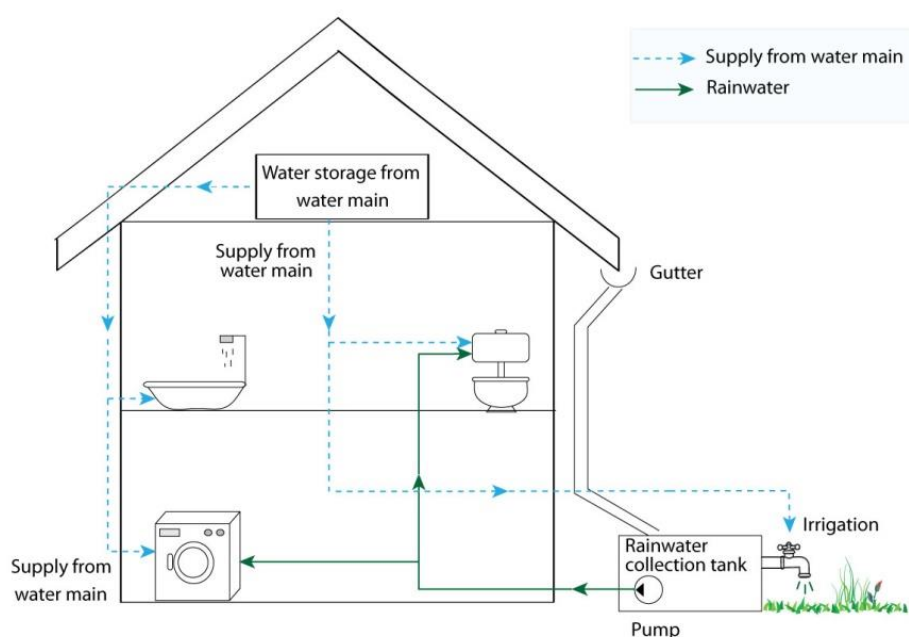 Supply from water main
Rainwater
Water storage from
water main
Supply from
water main
Gutter
Irrigation
Rainwater
collection tank
Supply from
water main
Pump